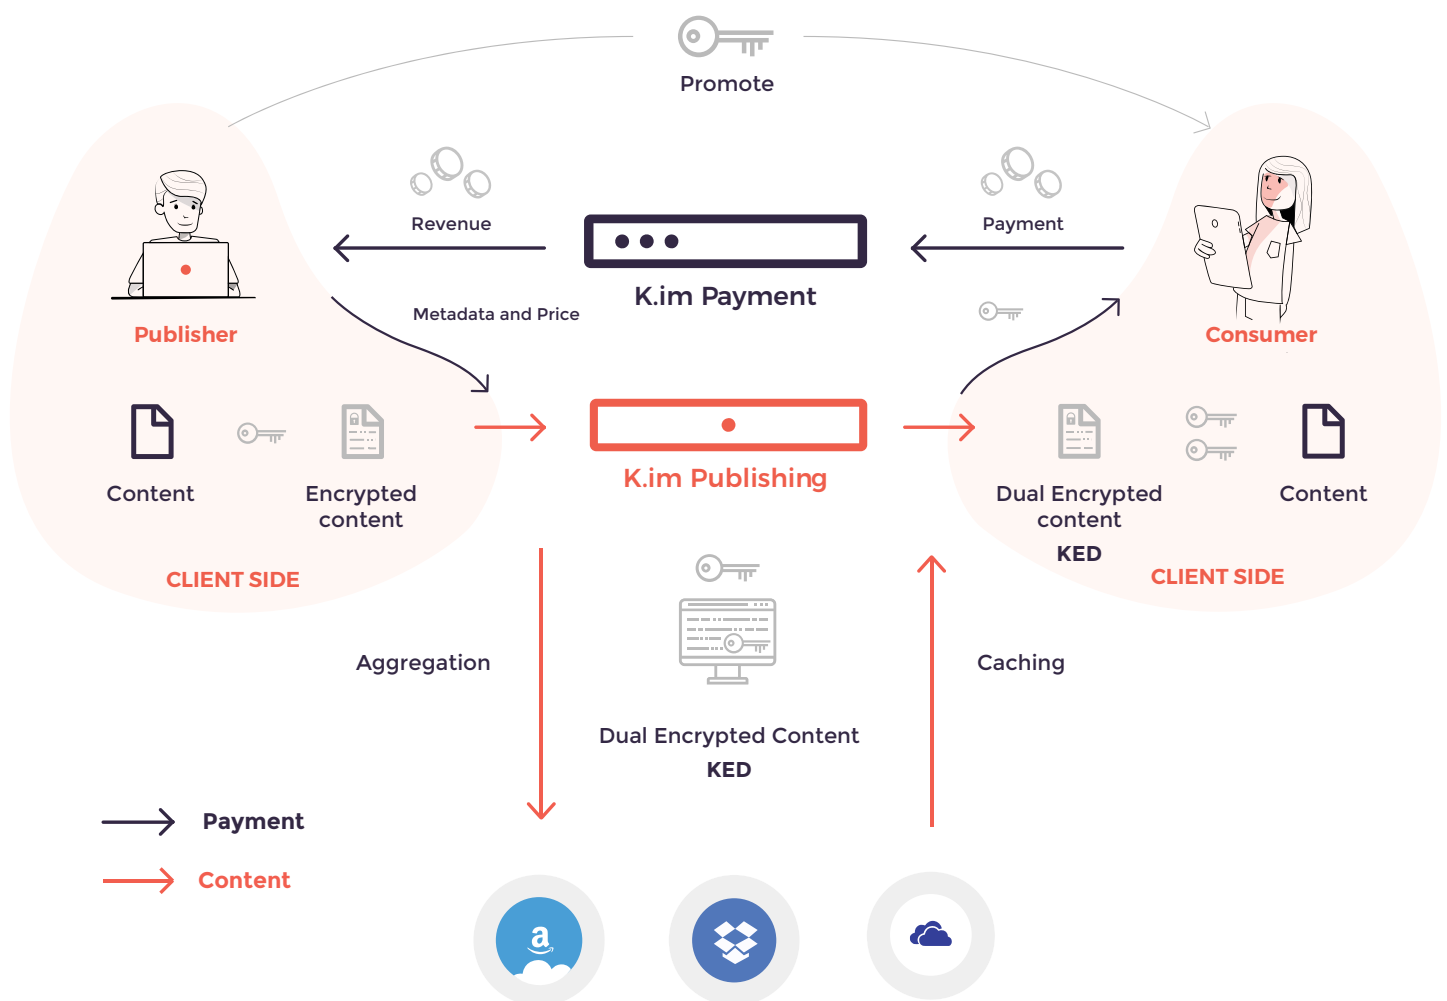 Promote
Revenue
Payment
K.im Payment
Metadata and Price
Publisher
Consumer
K.im Publishing
Content
Encrypted
content
Dual Encrypted
content
KED
Content
CLIENT SIDE
CLIENT SIDE
Aggregation
Caching
Dual Encrypted Content
KED
Payment
Content
a